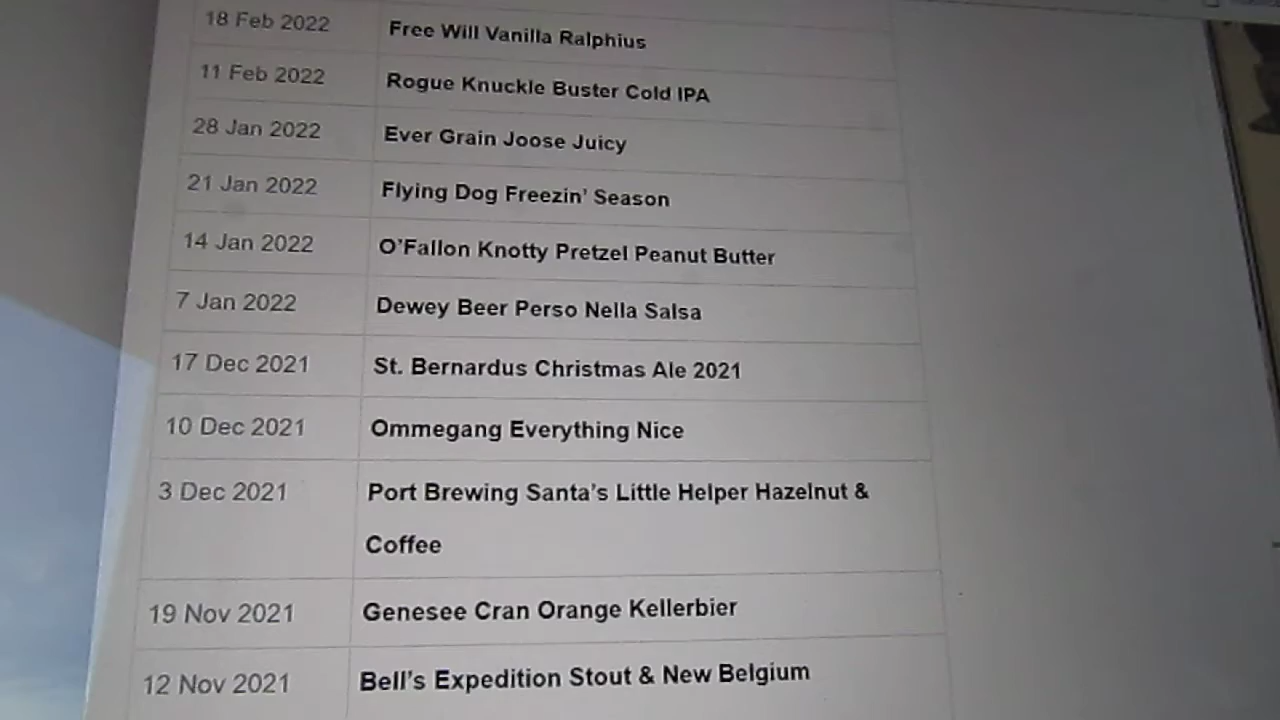 18 Feb 2022 Free Will Vanilla Ralphius
11 Feb 2022 Rogue Knuckle Buster Cold IPA
28 Jan 2022 Ever Grain Joose Juicy
21 Jan 2022 Flying Dog Freezin' Season
14 Jan 2022 O'Fallon Knotty Pretzel Peanut Butter
7 Jan 2022 Dewey Beer Perso Nella Salsa
17 Dec 2021 St. Bernardus Christmas Ale 2021
10 Dec 2021 Ommegang Everything Nice
3 Dec 2021 Port Brewing Santa's Little Helper Hazelnut &
Coffee
19 Nov 2021 Genesee Cran Orange Kellerbier
12 Nov 2021 Bell's Expedition Stout & New Belgium